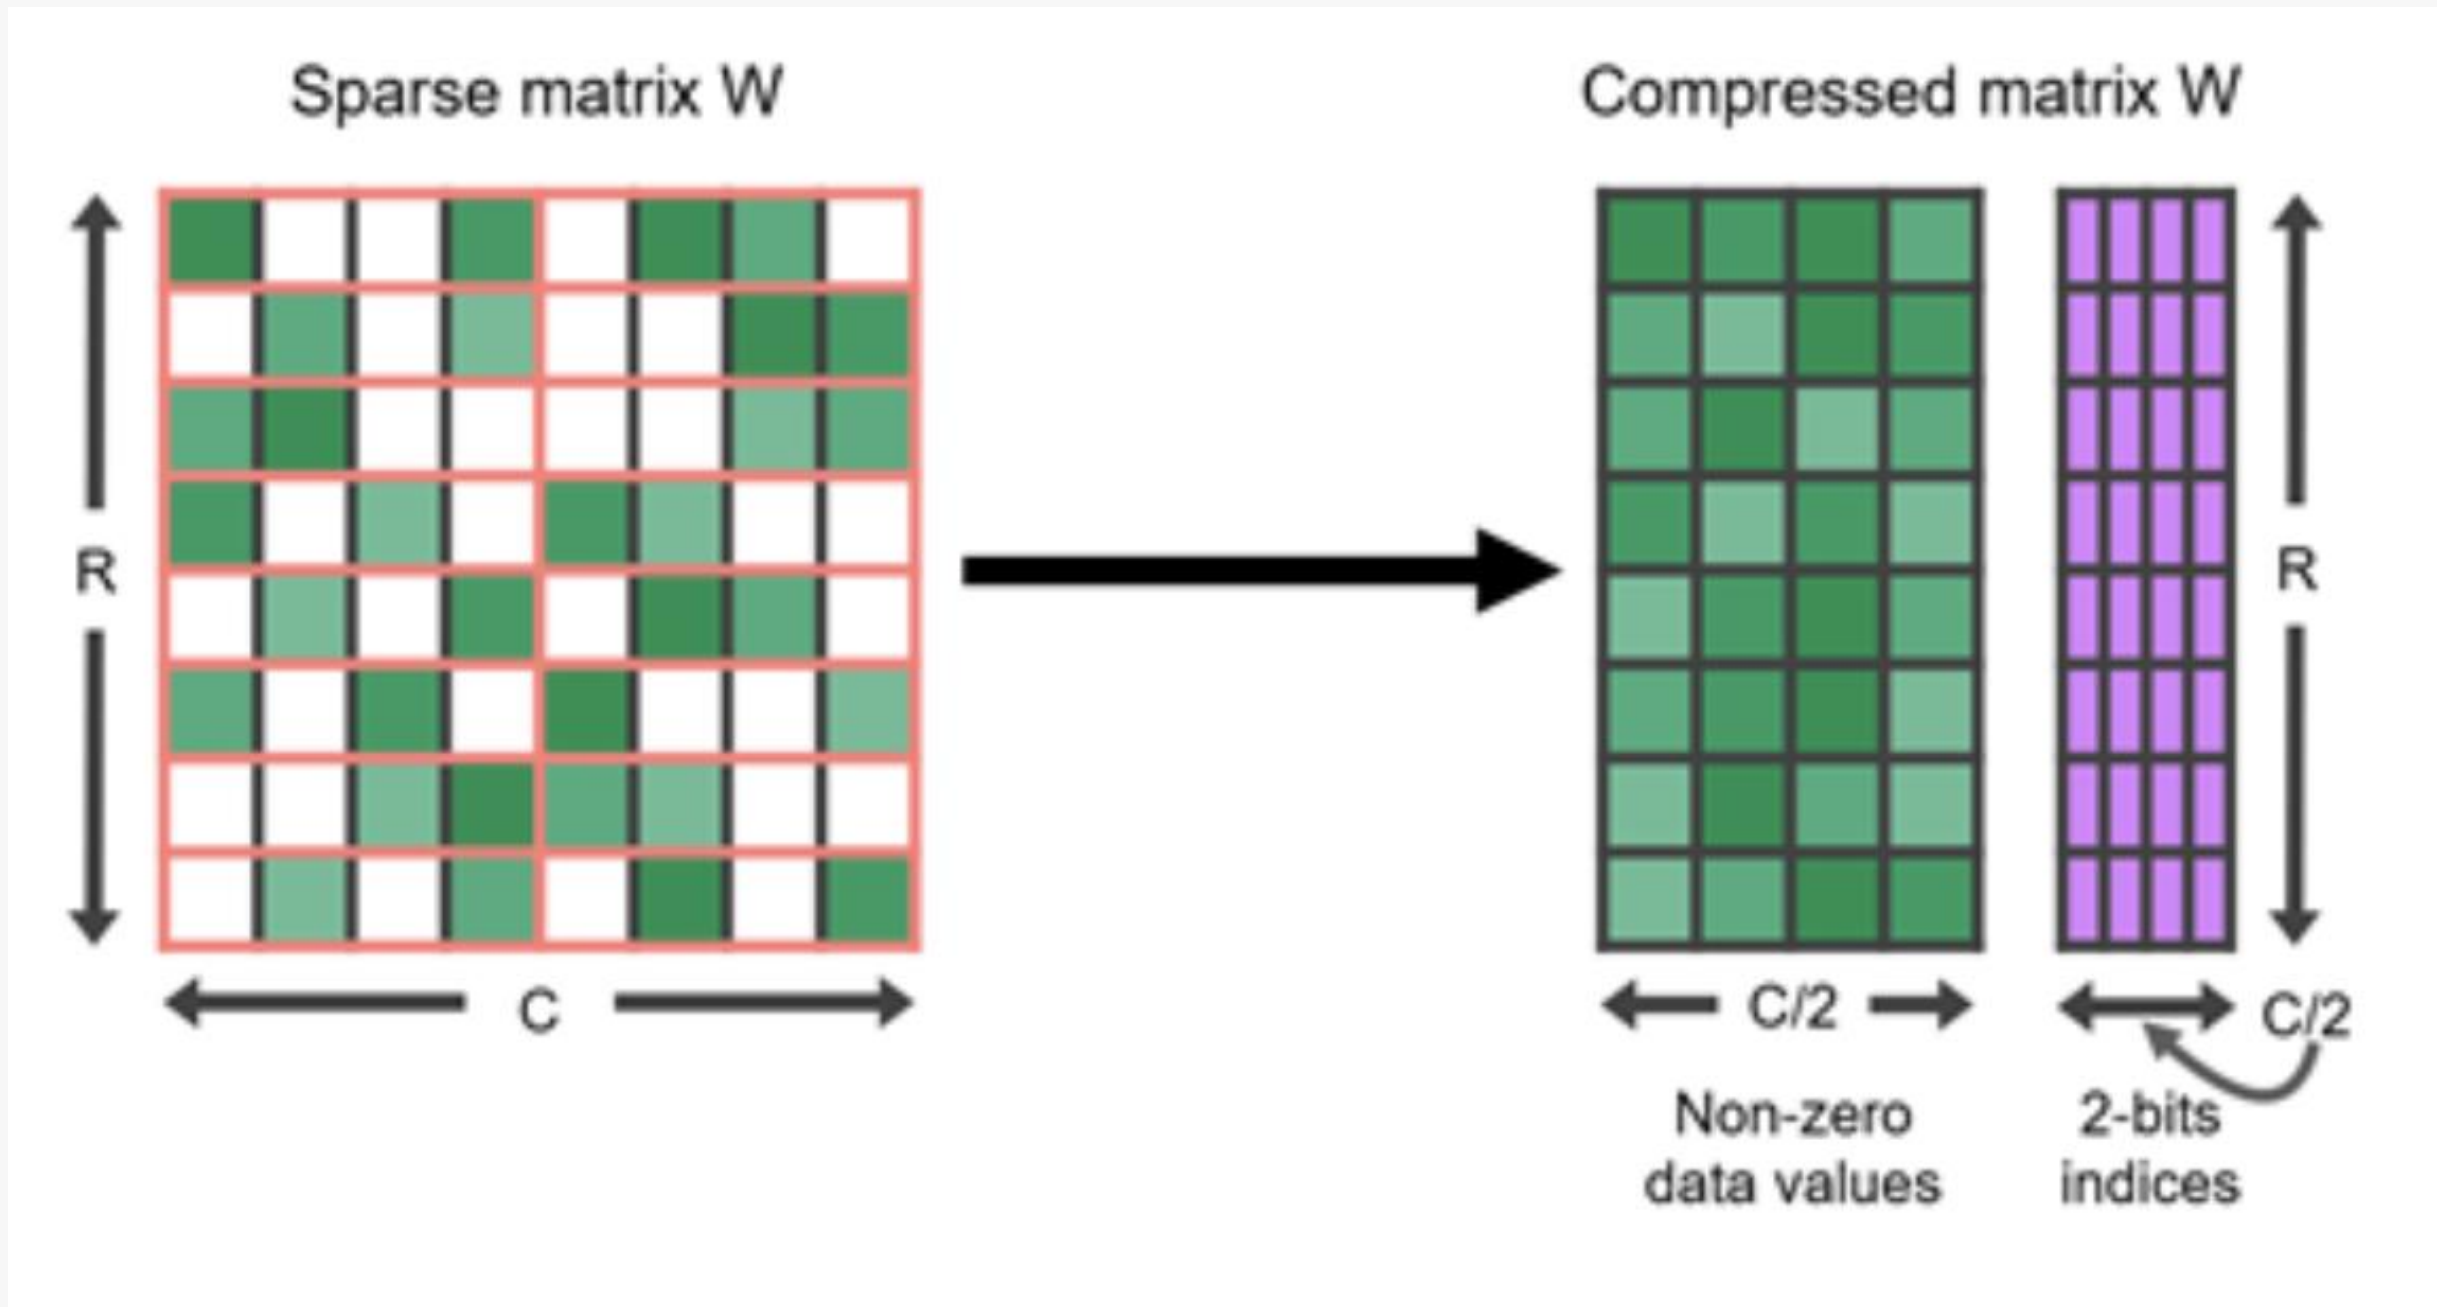 Sparse matrix W
Compressed matrix W
R
R
C
C/2
C/2
Non-zero
data values
2-bits
indices